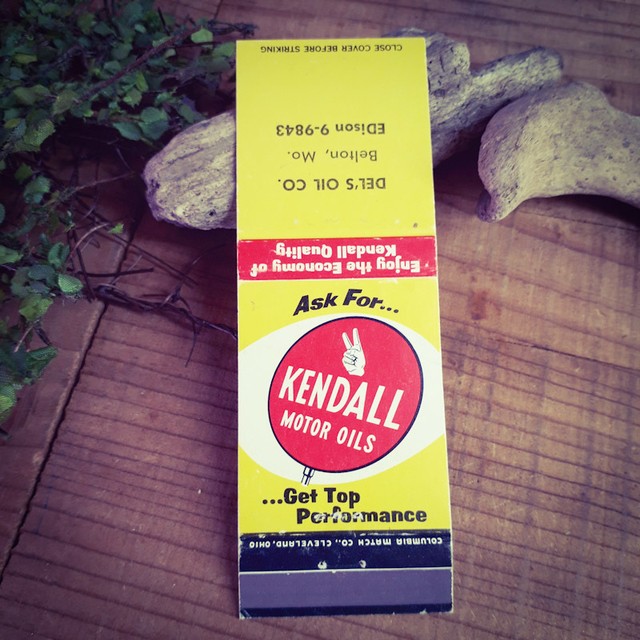 CLOSE COVER BEFORE STRIKING
DEL'S OIL CO.
Belton, Mo.
EDison 9-9843
Enjoy the Economy of
Kendall Quality
Ask For...
KENDALL
MOTOR OILS
...Get Top
Performance
COLUMBIA MATCH CO., CLEVELAND, OHIO